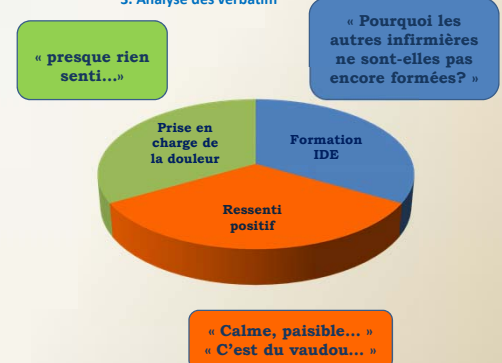 3. Analyse des verbatim
« presque rien
senti...»
« Pourquoi les
autres infirmières
ne sont-elles pas
encore formées? »
Prise en
charge de
la douleur
Formation
IDE
Ressenti
positif
« Calme, paisible... »
« C'est du vaudou... »